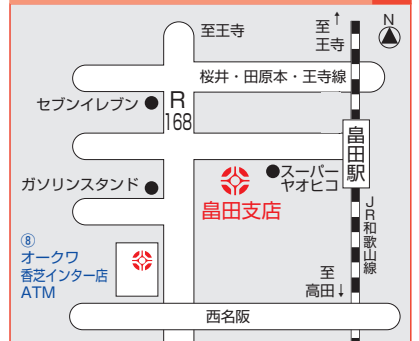 至王寺
至↑
王寺
N
桜井・田原本・王寺線
セブンイレブン
R
168
畠田駅
スーパー
ヤオヒコ
ガソリンスタンド
畠田支店
JR和歌山線
⑧
オークワ
香芝インター店
ATM
至
高田↓
西名阪